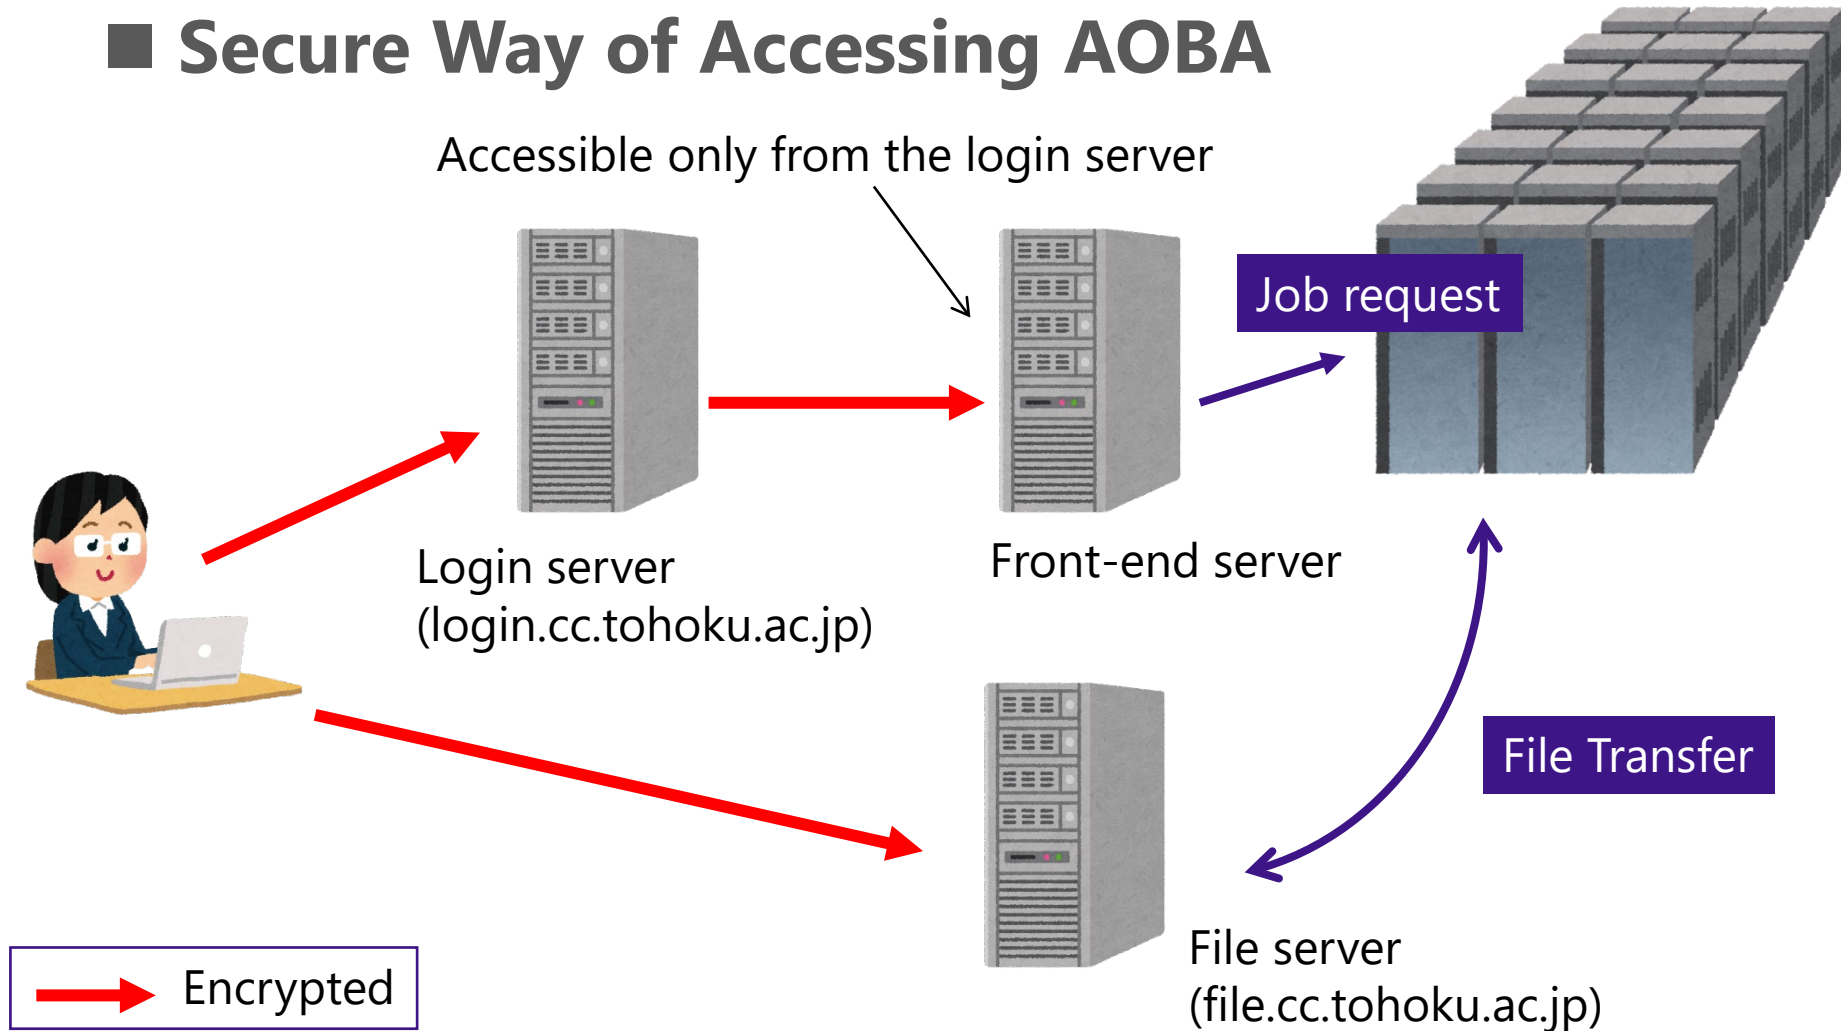 ■ Secure Way of Accessing AOBA
Accessible only from the login server
Job request
Login server
(login.cc.tohoku.ac.jp)
Front-end server
File Transfer
File server
(file.cc.tohoku.ac.jp)
Encrypted